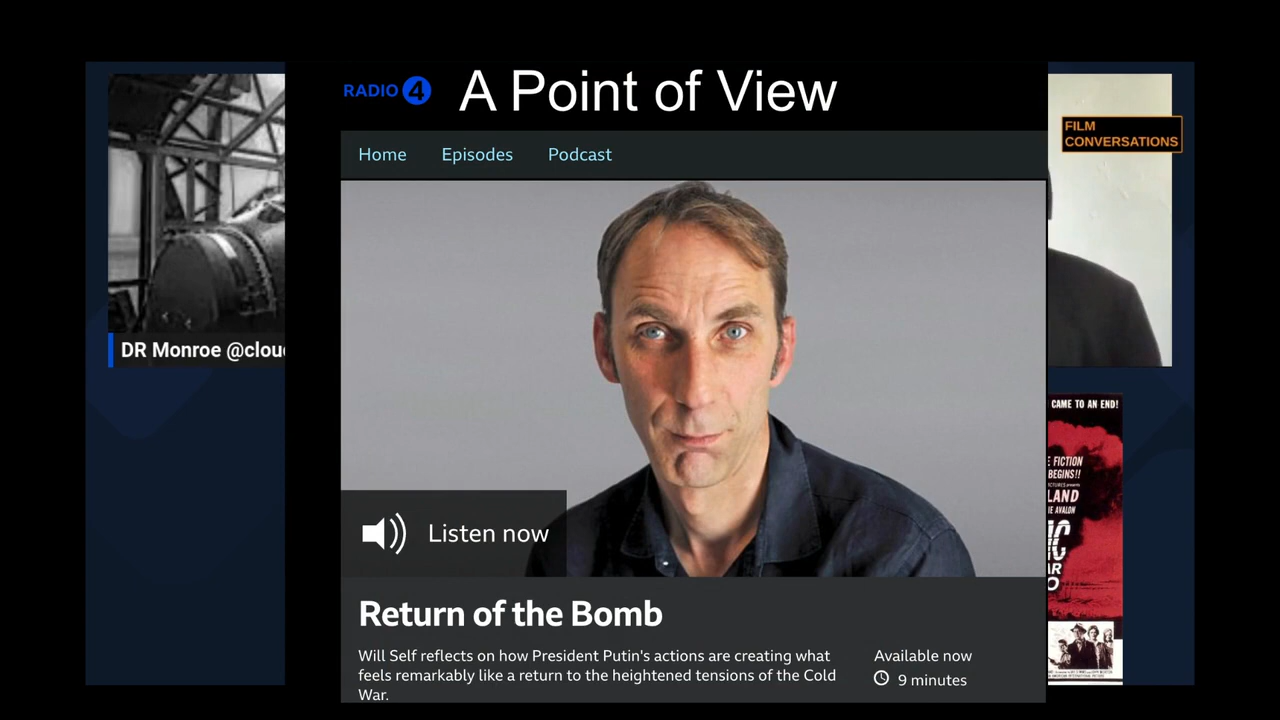 RADIO 4
A Point of View
FILM
CONVERSATIONS
Home Episodes Podcast
DR Monroe @clou
Listen now
CAME TO AN END!
FICTION
BEGINS!!
LAND
AVALON
Return of the Bomb
Will Self reflects on how President Putin's actions are creating what
feels remarkably like a return to the heightened tensions of the Cold
War.
Available now
9 minutes